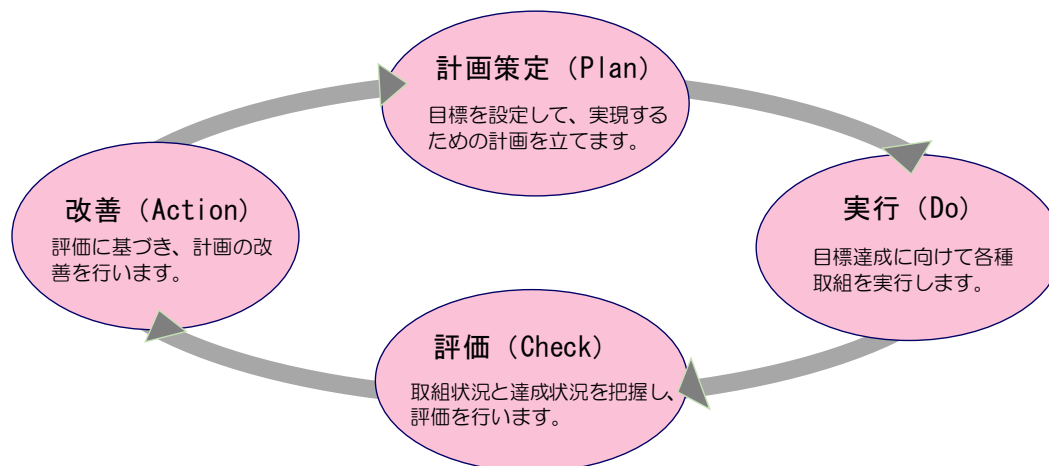 計画策定（Plan）
目標を設定して、実現する
ための計画を立てます。
実行（Do）
目標達成に向けて各種
取組を実行します。
評価（Check）
取組状況と達成状況を把握し、
評価を行います。
改善（Action）
評価に基づき、計画の改
善を行います。